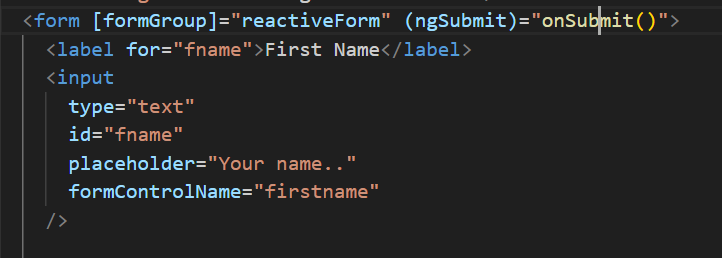 <form [formGroup]="reactiveForm" (ngSubmit)="onSubmit()">
<label for="fname">First Name</label>
<input
type="text"
id="fname"
placeholder="Your name.."
formControlName="firstname"
/>